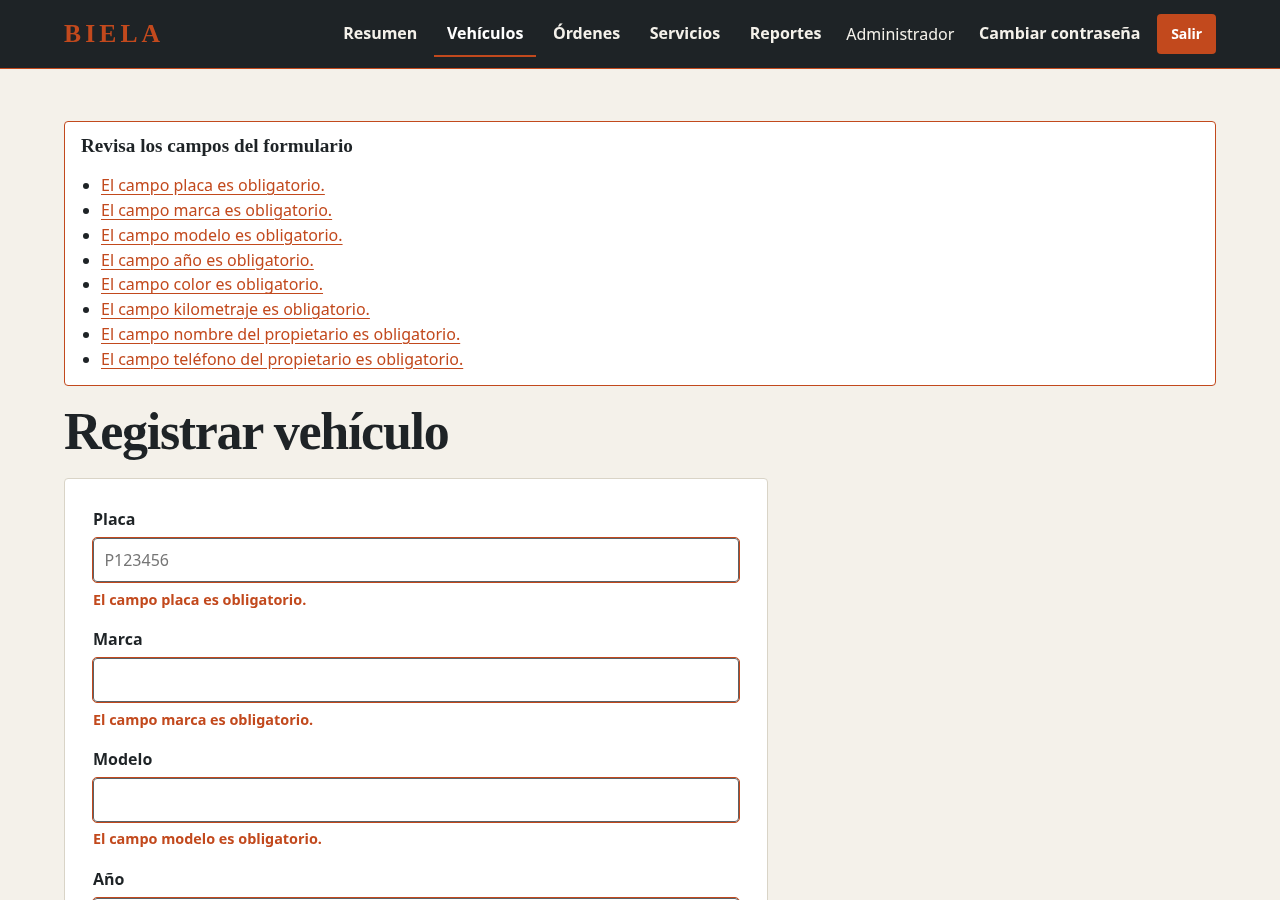 BIELA
Resumen
Vehículos
Órdenes
Servicios
Reportes
Administrador
Cambiar contraseña
Salir
Revisa los campos del formulario
El campo placa es obligatorio.
El campo marca es obligatorio.
El campo modelo es obligatorio.
El campo año es obligatorio.
El campo color es obligatorio.
El campo kilometraje es obligatorio.
El campo nombre del propietario es obligatorio.
El campo teléfono del propietario es obligatorio.
Registrar vehículo
Placa
P123456
El campo placa es obligatorio.
Marca
El campo marca es obligatorio.
Modelo
El campo modelo es obligatorio.
Año